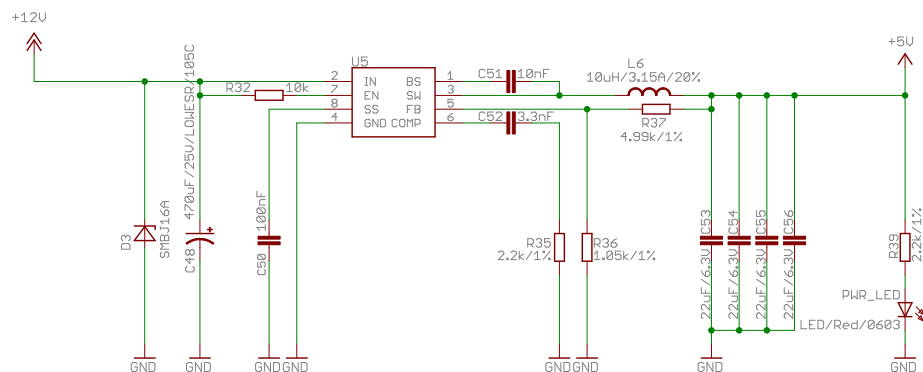 +12V
+5V
U5
L6
10uH/3.15A/20%
2 IN BS 1
7 EN SW 3
8 SS FB 5
4 GND COMP 6
C51 10nF
R32 10k
C52 3.3nF
R37
4.99k/1%
470uF/25V/LOWESR/105C
C48
D3
SMBJ16A
100nF
C50
R35
2.2k/1%
R36
1.05k/1%
C53
22uF/6.3V
C54
22uF/6.3V
C55
22uF/6.3V
C56
22uF/6.3V
R39
2.2k/1%
PWR_LED
LED/Red/0603
GND
GND
GND
GND
GND
GND
GND
GND